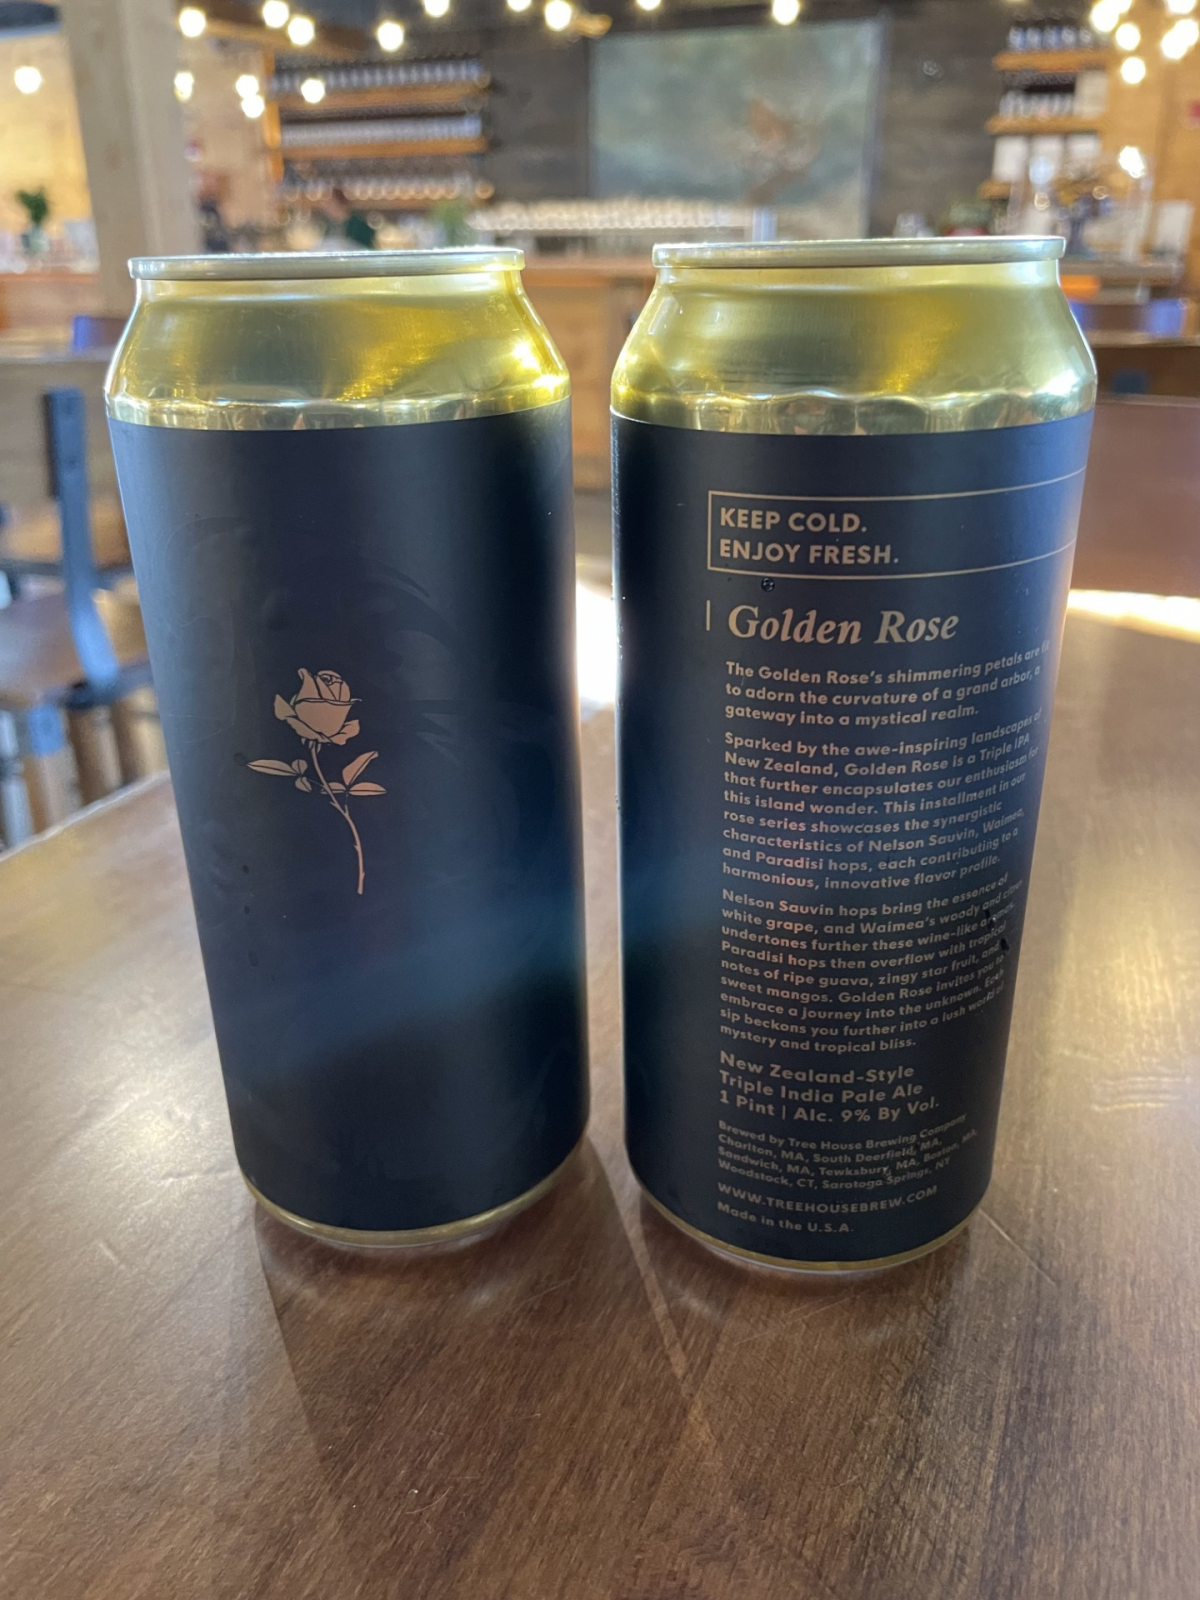 KEEP COLD.
ENJOY FRESH.
Golden Rose
The Golden Rose's shimmering petals are fit
to adorn the curvature of a grand arbor, a
gateway into a mystical realm.
Sparked by the awe-inspiring landscapes of
New Zealand, Golden Rose is a Triple IPA
that further encapsulates our enthusiasm for
this island wonder. This installment in our
rose series showcases the synergistic
characteristics of Nelson Sauvin, Waimea,
and Paradisi hops, each contributing to a
harmonious, innovative flavor profile.
Nelson Sauvin hops bring the essence of
white grape, and Waimea's woody and citrus
undertones further these wine-like aromas.
Paradisi hops then overflow with tropical
notes of ripe guava, zingy star fruit, and
sweet mangos. Golden Rose invites you to
embrace a journey into the unknown. Each
sip beckons you further into a lush world of
mystery and tropical bliss.
New Zealand-Style
Triple India Pale Ale
1 Pint | Alc. 9% By Vol.
Brewed by Tree House Brewing Company
Charlton, MA, South Deerfield, MA,
Sandwich, MA, Tewksbury, MA, Boston, MA,
Woodstock, CT, Saratoga Springs, NY
WWW.TREEHOUSEBREW.COM
Made in the U.S.A.